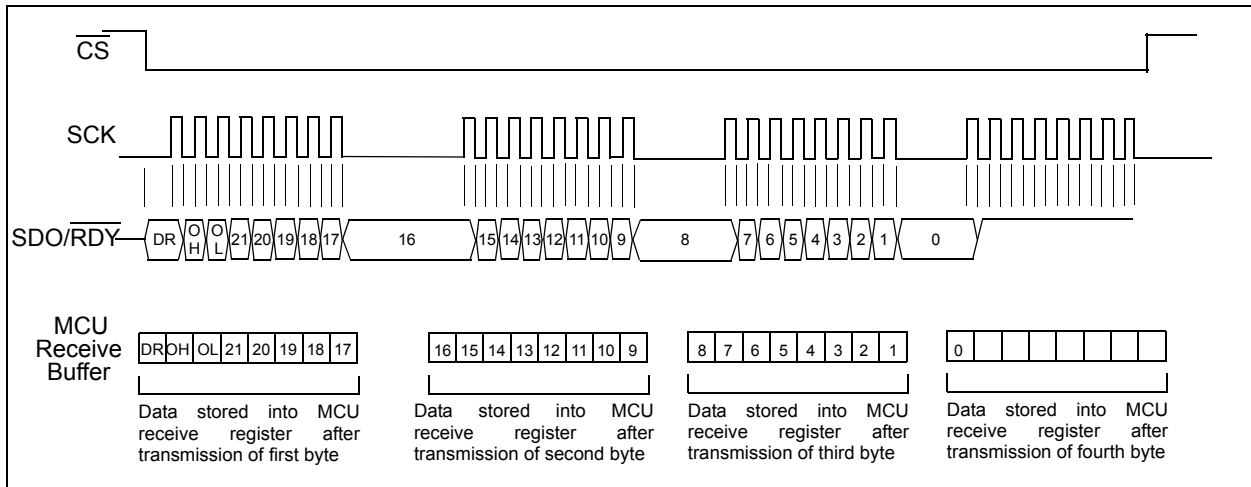 CS
SCK
SDO/RDY
DR OH OL 21 20 19 18 17 16 15 14 13 12 11 10 9 8 7 6 5 4 3 2 1 0
MCU
Receive
Buffer
DR OH OL 21 20 19 18 17
16 15 14 13 12 11 10 9
8 7 6 5 4 3 2 1
0
Data stored into MCU
receive register after
transmission of first byte
Data stored into MCU
receive register after
transmission of second byte
Data stored into MCU
receive register after
transmission of third byte
Data stored into MCU
receive register after
transmission of fourth byte